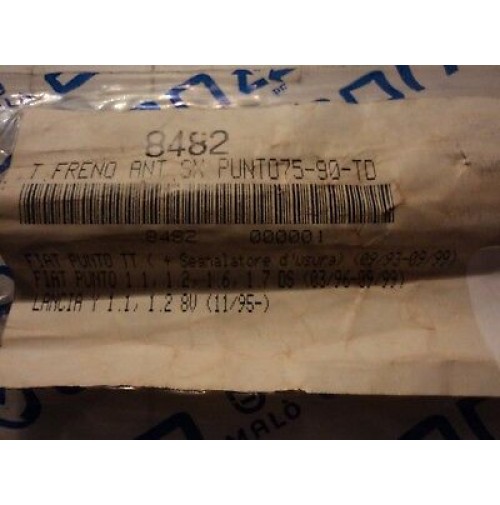 8482
T FRENO ANT SX PUNTO75-90-TD
8482 000001
FIAT PUNTO TT ( + Segnalatore d'usura) (09/93-09/99)
FIAT PUNTO 1.1, 1.2, 1.6, 1.7 DS (03/96-09/99)
LANCIA Y 1.1, 1.2 8V (11/95-)
MALÒ